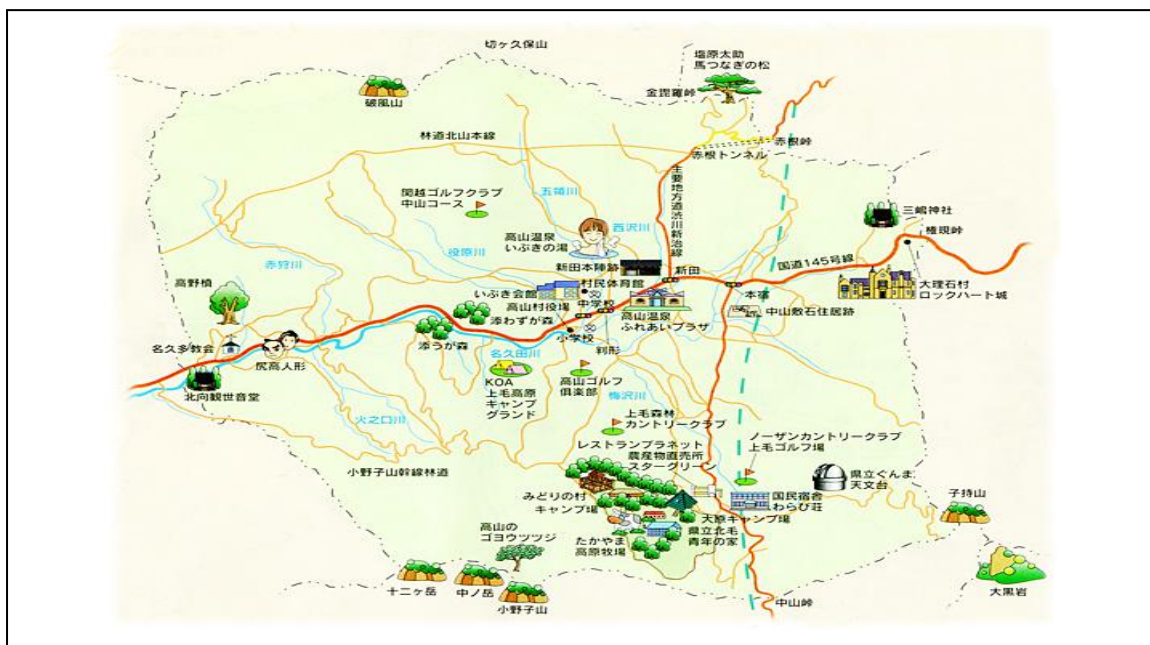 切ヶ久保山
塩原太助
馬つなぎの松
金毘羅峠
破風山
林道北山本線
赤根峠
赤根トンネル
主要地方道渋川新治線
関越ゴルフクラブ
中山コース
五領川
西沢川
三嶋神社
権現峠
高山温泉
いぶきの湯
役原川
赤狩川
国道145号線
新田本陣跡
新田
高野槙
村民体育館
いぶき会館
高山村役場
中学校
本宿
大理石村
ロックハート城
添わずが森
高山温泉
ふれあいプラザ
中山敷石住居跡
添うが森
小学校
名久田教会
尻高人形
名久田川
判形
北向観世音堂
KOA
上毛高原
キャンプ
グランド
高山ゴルフ
倶楽部
梅沢川
火之口川
上毛森林
カントリークラブ
ノーザンカントリークラブ
上毛ゴルフ場
レストランプラネット
農産物直売所
スターグリーン
小野子山幹線林道
県立ぐんま
天文台
みどりの村
キャンプ場
国民宿舎
わらび荘
子持山
大原キャンプ場
高山の
ゴヨウツツジ
たかやま
高原牧場
県立北毛
青年の家
十二ヶ岳
中ノ岳
小野子山
中山峠
大黒岩